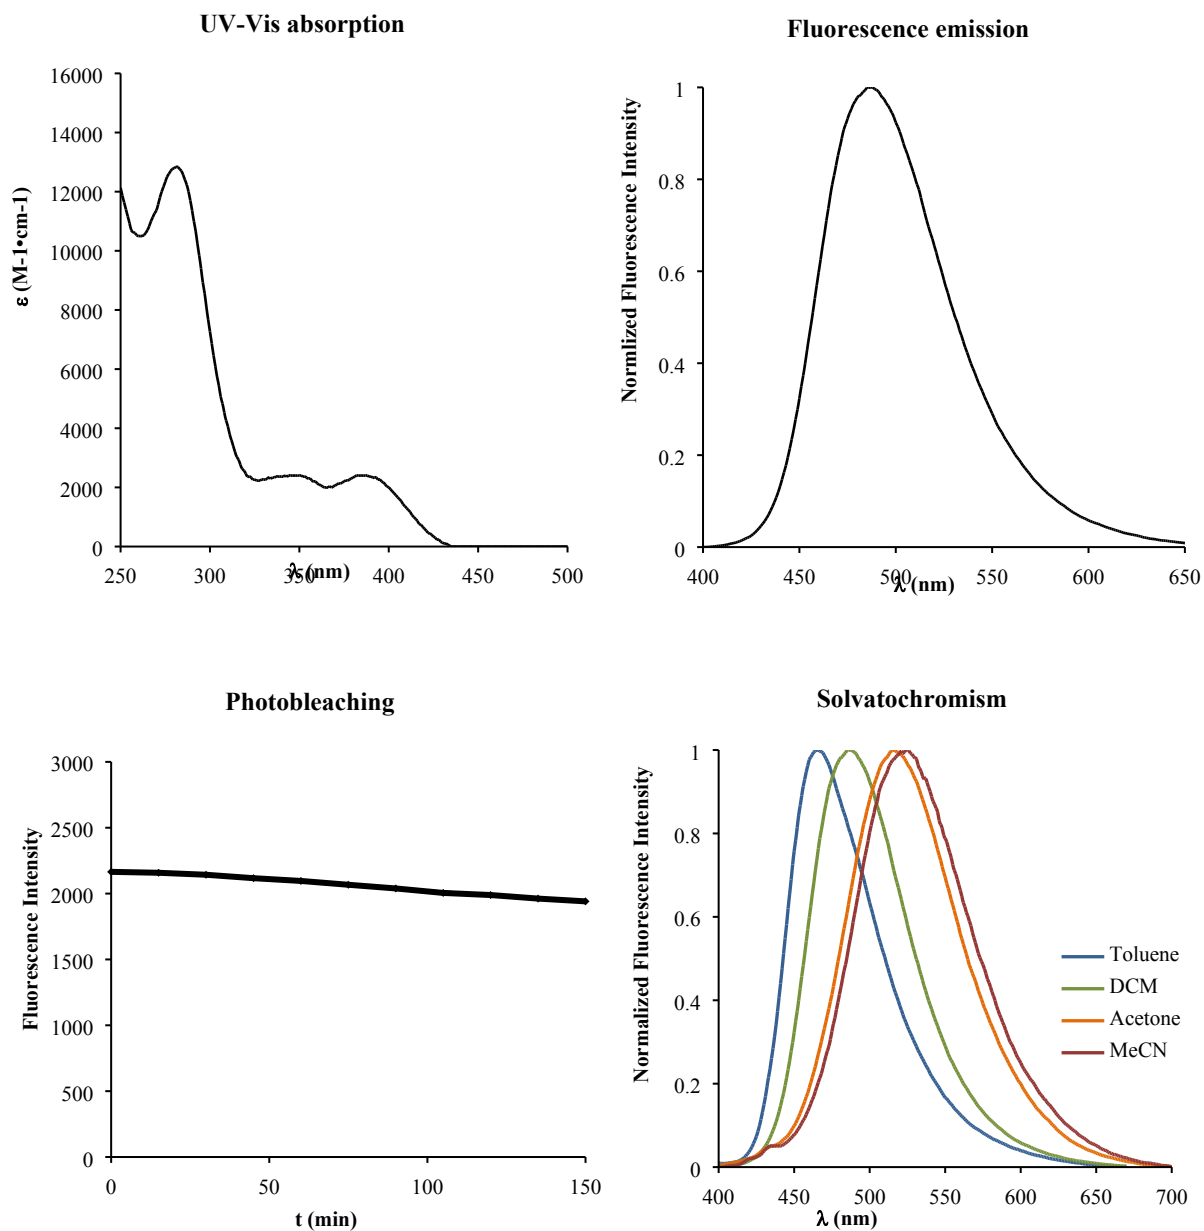 UV-Vis absorption
ε (M-1•cm-1)
16000
14000
12000
10000
8000
6000
4000
2000
0
250 300 350 400 450 500
λ (nm)
Fluorescence emission
Normlized Fluorescence Intensity
1
0.8
0.6
0.4
0.2
0
400 450 500 550 600 650
λ (nm)
Photobleaching
Fluorescence Intensity
3000
2500
2000
1500
1000
500
0
0 50 100 150
t (min)
Solvatochromism
Normalized Fluorescence Intensity
1
0.8
0.6
0.4
0.2
0
Toluene
DCM
Acetone
MeCN
400 450 500 550 600 650 700
λ (nm)